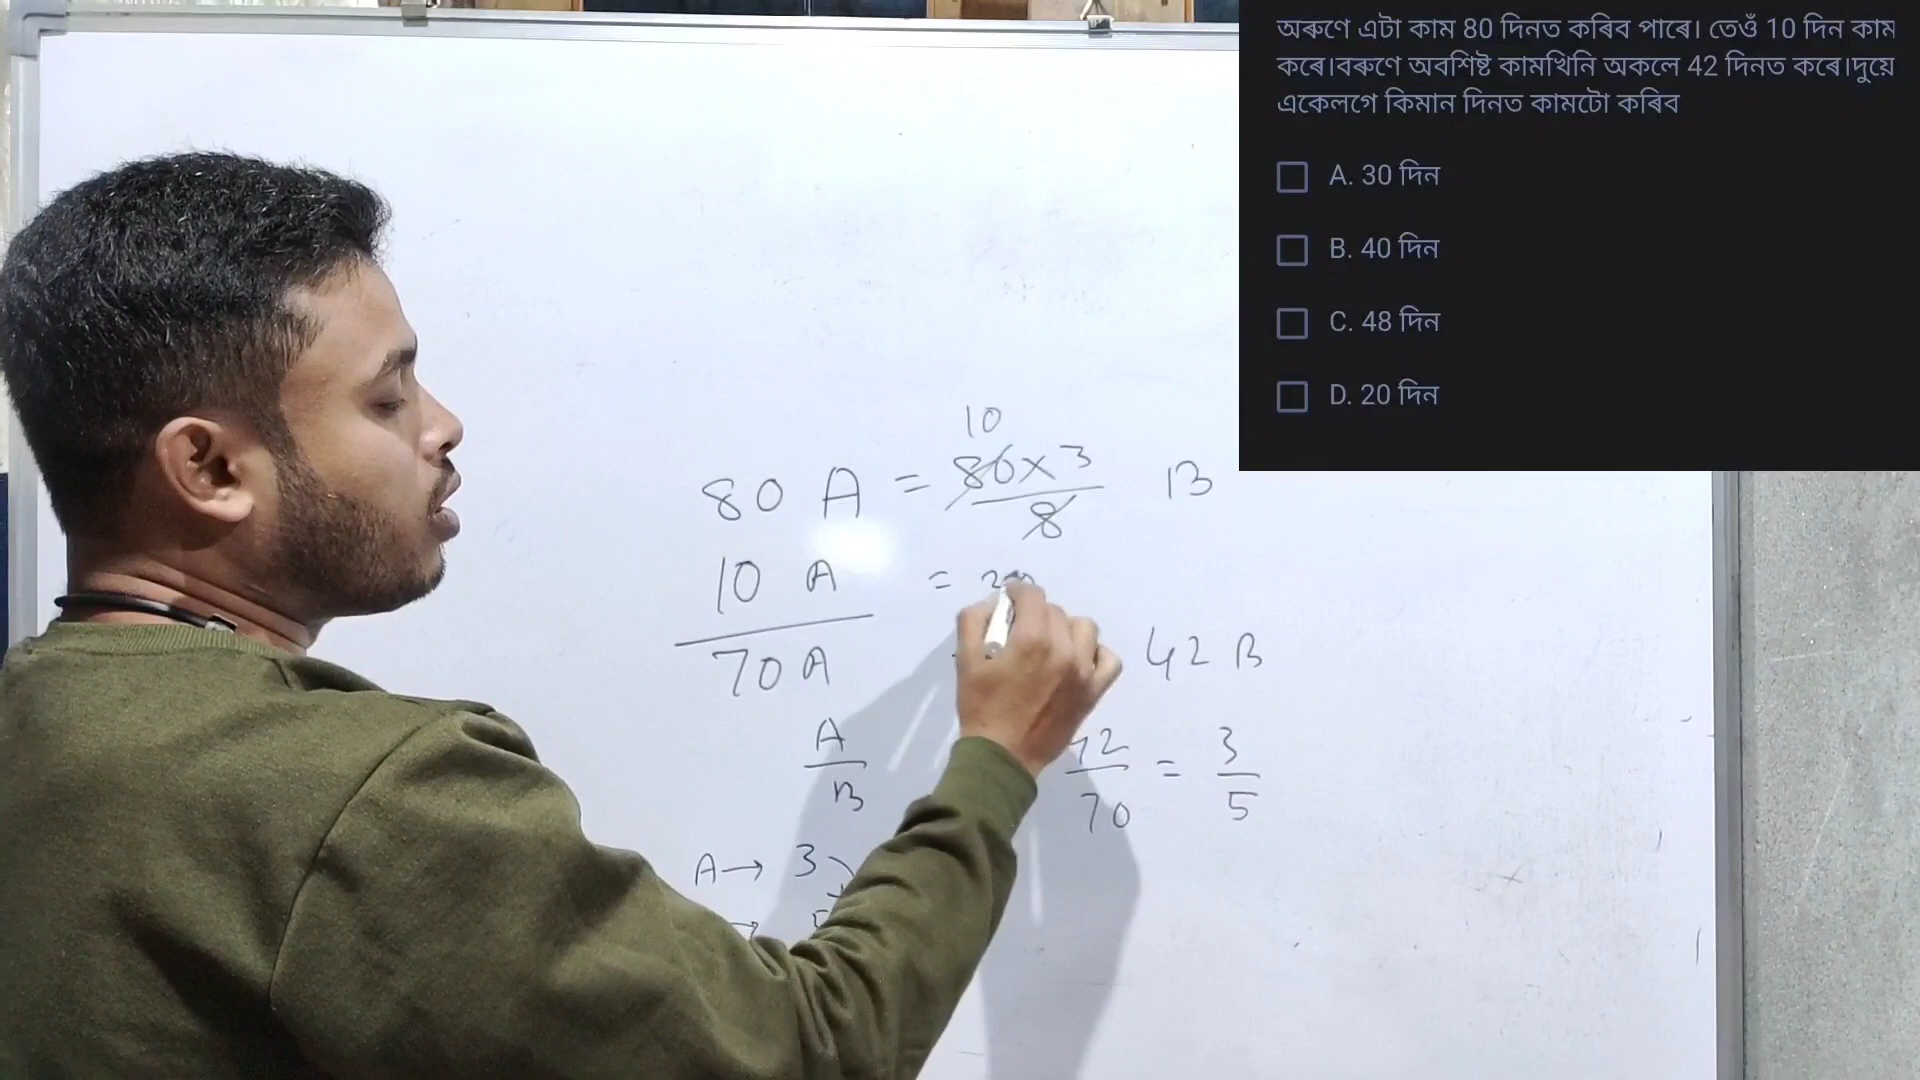 অৰুণে এটা কাম 80 দিনত কৰিব পাৰে। তেওঁ 10 দিন কাম
কৰে।বৰুণে অবশিষ্ট কামখিনি অকলে 42 দিনত কৰে।দুয়ে
একেলগে কিমান দিনত কামটো কৰিব
A. 30 দিন
B. 40 দিন
C. 48 দিন
D. 20 দিন
10
80 A = 80 x 3 B
8
10 A =
70 A 42 B
A 42 = 3
B 70 5
A → 3